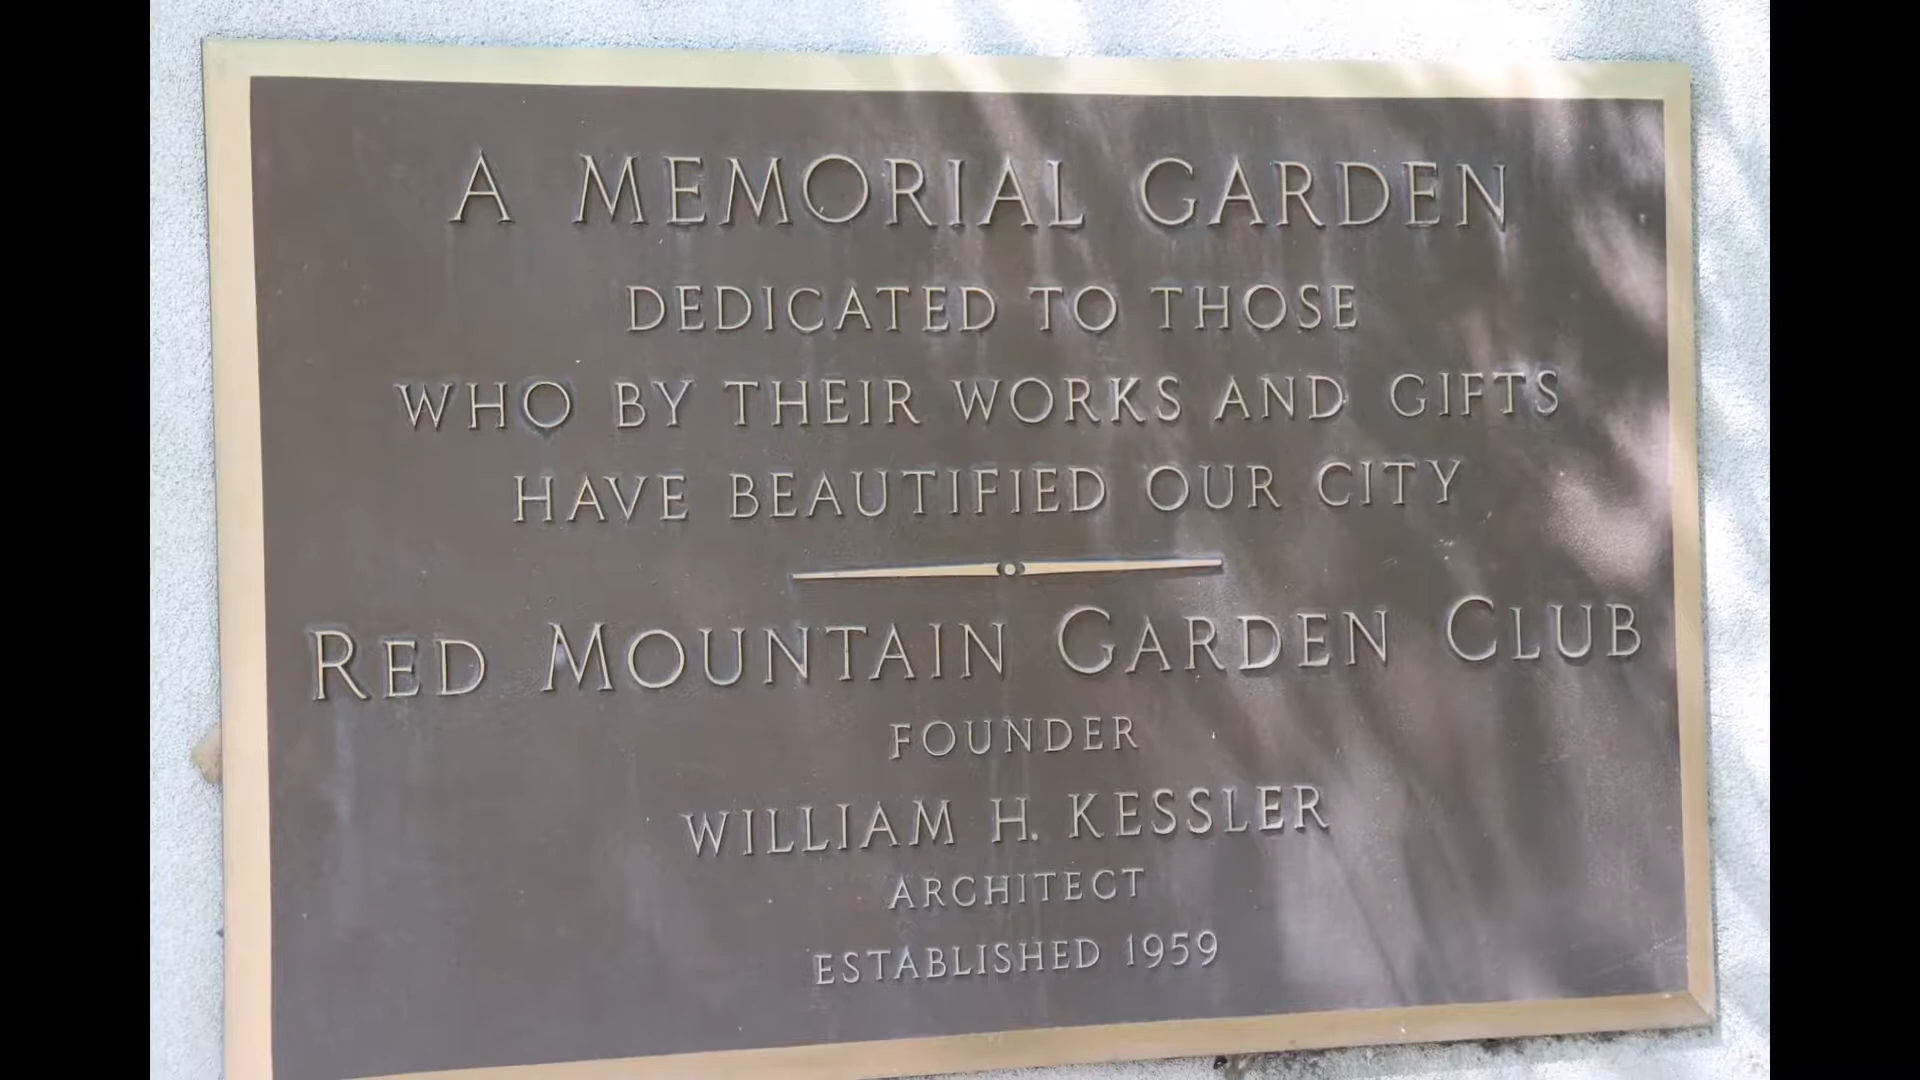 A MEMORIAL GARDEN
DEDICATED TO THOSE
WHO BY THEIR WORKS AND GIFTS
HAVE BEAUTIFIED OUR CITY
RED MOUNTAIN GARDEN CLUB
FOUNDER
WILLIAM H. KESSLER
ARCHITECT
ESTABLISHED 1959